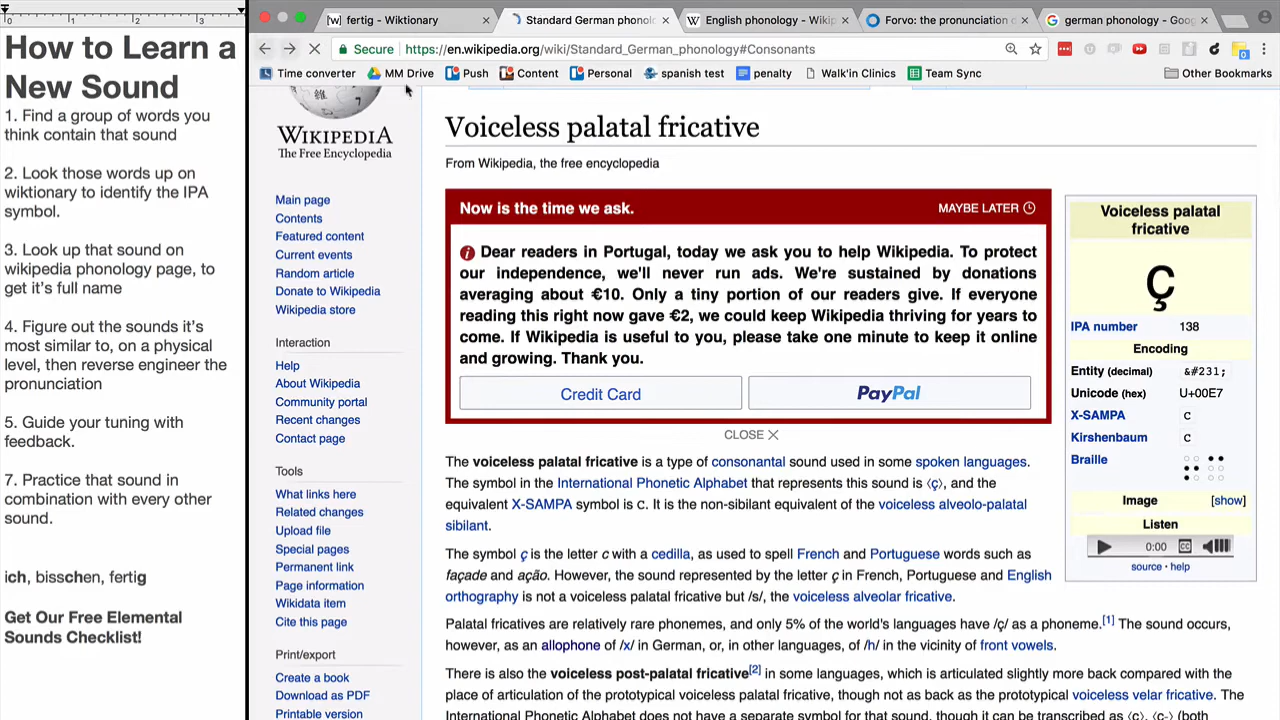 1
2
3
How to Learn a
New Sound
1. Find a group of words you
think contain that sound
2. Look those words up on
wiktionary to identify the IPA
symbol.
3. Look up that sound on
wikipedia phonology page, to
get it's full name
4. Figure out the sounds it's
most similar to, on a physical
level, then reverse engineer the
pronunciation
5. Guide your tuning with
feedback.
7. Practice that sound in
combination with every other
sound.
ich, bisschen, fertig
Get Our Free Elemental
Sounds Checklist!
fertig - Wiktionary
Standard German phonol
English phonology - Wikip
Forvo: the pronunciation d
german phonology - Goog
Secure
https://en.wikipedia.org/wiki/Standard_German_phonology#Consonants
Time converter
MM Drive
Push
Content
Personal
spanish test
penalty
Walk'in Clinics
Team Sync
Other Bookmarks
WIKIPEDIA
The Free Encyclopedia
Main page
Contents
Featured content
Current events
Random article
Donate to Wikipedia
Wikipedia store
Interaction
Help
About Wikipedia
Community portal
Recent changes
Contact page
Tools
What links here
Related changes
Upload file
Special pages
Permanent link
Page information
Wikidata item
Cite this page
Print/export
Create a book
Download as PDF
Printable version
Voiceless palatal fricative
From Wikipedia, the free encyclopedia
Now is the time we ask.
MAYBE LATER
Dear readers in Portugal, today we ask you to help Wikipedia. To protect
our independence, we'll never run ads. We're sustained by donations
averaging about €10. Only a tiny portion of our readers give. If everyone
reading this right now gave €2, we could keep Wikipedia thriving for years to
come. If Wikipedia is useful to you, please take one minute to keep it online
and growing. Thank you.
Credit Card
PayPal
CLOSE
The voiceless palatal fricative is a type of consonantal sound used in some spoken languages.
The symbol in the International Phonetic Alphabet that represents this sound is ⟨ç⟩, and the
equivalent X-SAMPA symbol is C. It is the non-sibilant equivalent of the voiceless alveolo-palatal
sibilant.
The symbol ç is the letter c with a cedilla, as used to spell French and Portuguese words such as
façade and ação. However, the sound represented by the letter ç in French, Portuguese and English
orthography is not a voiceless palatal fricative but /s/, the voiceless alveolar fricative.
Palatal fricatives are relatively rare phonemes, and only 5% of the world's languages have /ç/ as a phoneme.[1] The sound occurs,
however, as an allophone of /x/ in German, or, in other languages, of /h/ in the vicinity of front vowels.
There is also the voiceless post-palatal fricative[2] in some languages, which is articulated slightly more back compared with the
place of articulation of the prototypical voiceless palatal fricative, though not as back as the prototypical voiceless velar fricative. The
International Phonetic Alphabet does not have a separate symbol for that sound, though it can be transcribed as ⟨ç̠⟩, ⟨ç˗⟩ (both
Voiceless palatal
fricative
ç
IPA number 138
Encoding
Entity (decimal) &#231;
Unicode (hex) U+00E7
X-SAMPA C
Kirshenbaum C
Braille
Image [show]
Listen
0:00
source · help